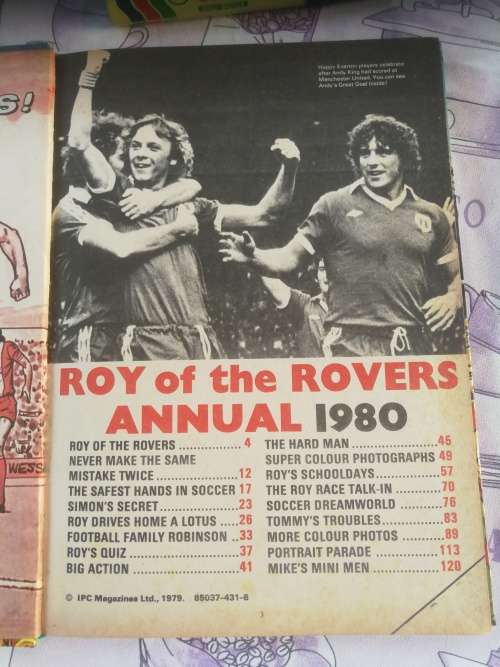 S!
Happy Everton players celebrate
after Andy King had scored at
Manchester United. You can see
Andy's Great Goal inside!
ROY of the ROVERS
ANNUAL 1980
ROY OF THE ROVERS ................. 4
NEVER MAKE THE SAME
MISTAKE TWICE ...................... 12
THE SAFEST HANDS IN SOCCER 17
SIMON'S SECRET ..................... 23
ROY DRIVES HOME A LOTUS ..... 26
FOOTBALL FAMILY ROBINSON .. 33
ROY'S QUIZ ............................. 37
BIG ACTION ............................. 41
THE HARD MAN ....................... 45
SUPER COLOUR PHOTOGRAPHS 49
ROY'S SCHOOLDAYS ................. 57
THE ROY RACE TALK-IN ........... 70
SOCCER DREAMWORLD ........... 76
TOMMY'S TROUBLES ................. 83
MORE COLOUR PHOTOS ........... 89
PORTRAIT PARADE ................. 113
MIKE'S MINI MEN ................... 120
© IPC Magazines Ltd., 1979. 85037-431-6
3
WESS